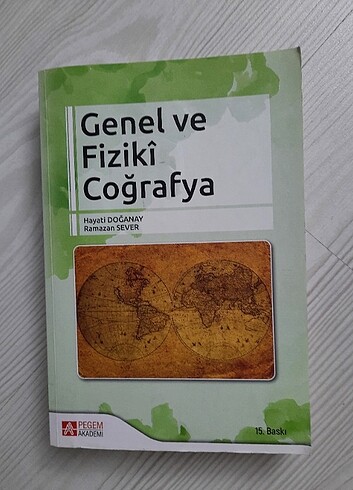 Genel ve
Fizikî
Coğrafya
Hayati DOĞANAY
Ramazan SEVER
PEGEM
AKADEMİ
15. Baskı